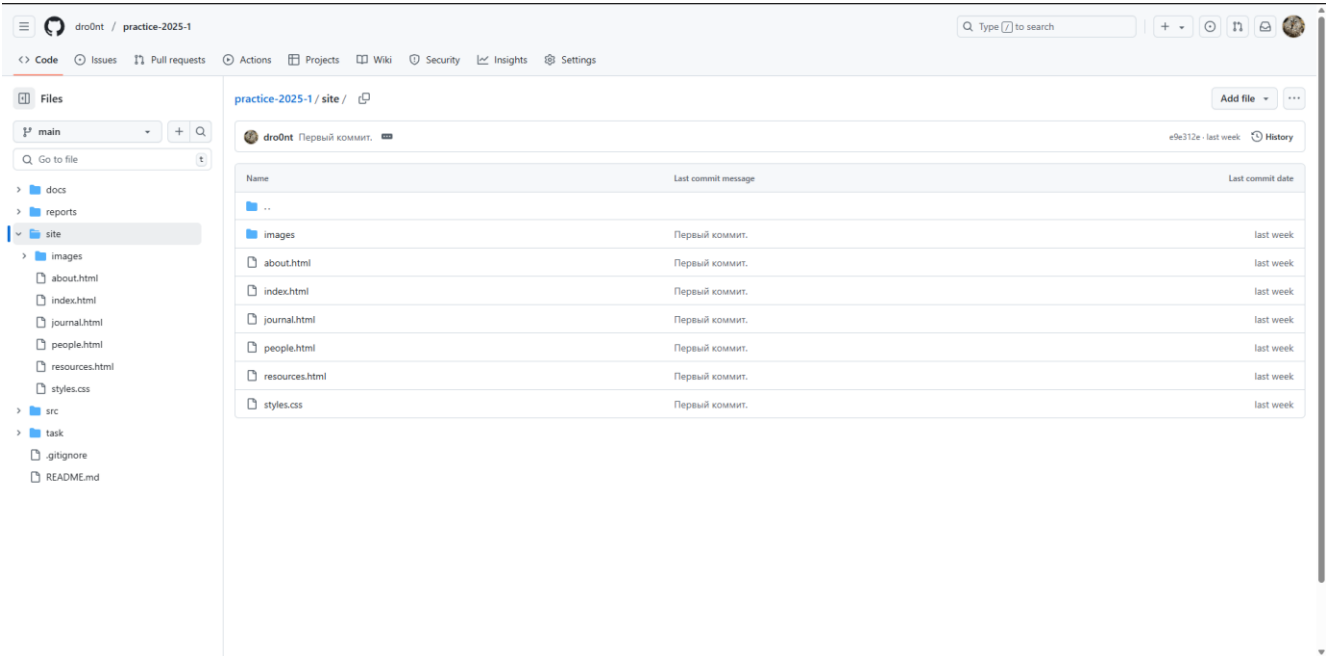 dro0nt / practice-2025-1
Type / to search
Code Issues Pull requests Actions Projects Wiki Security Insights Settings
Files
main
Go to file t
docs
reports
site
images
about.html
index.html
journal.html
people.html
resources.html
styles.css
src
task
.gitignore
README.md
practice-2025-1 / site /
Add file
dro0nt Первый коммит.
e9e312e · last week History
Name Last commit message Last commit date
..
images Первый коммит. last week
about.html Первый коммит. last week
index.html Первый коммит. last week
journal.html Первый коммит. last week
people.html Первый коммит. last week
resources.html Первый коммит. last week
styles.css Первый коммит. last week